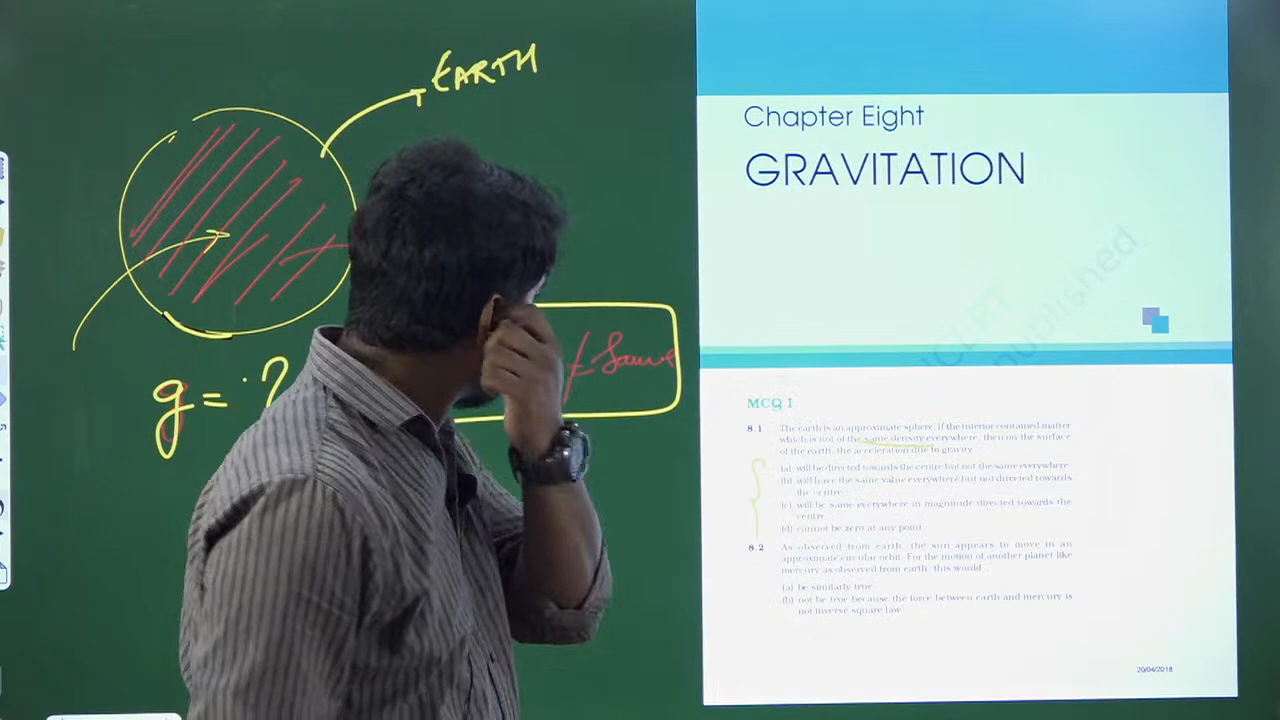 EARTH
g = ?
Same
Chapter Eight
GRAVITATION
MCQ I
8.1 The earth is an approximate sphere. If the interior contained matter
which is not of the same density everywhere, then on the surface
of the earth, the acceleration due to gravity
(a) will be directed towards the centre but not the same everywhere.
(b) will have the same value everywhere but not directed towards
the centre.
(c) will be same everywhere in magnitude directed towards the
centre.
(d) cannot be zero at any point.
8.2 As observed from earth, the sun appears to move in an
approximate circular orbit. For the motion of another planet like
mercury as observed from earth, this would
(a) be similarly true.
(b) not be true because the force between earth and mercury is
not inverse square law.
20/04/2018